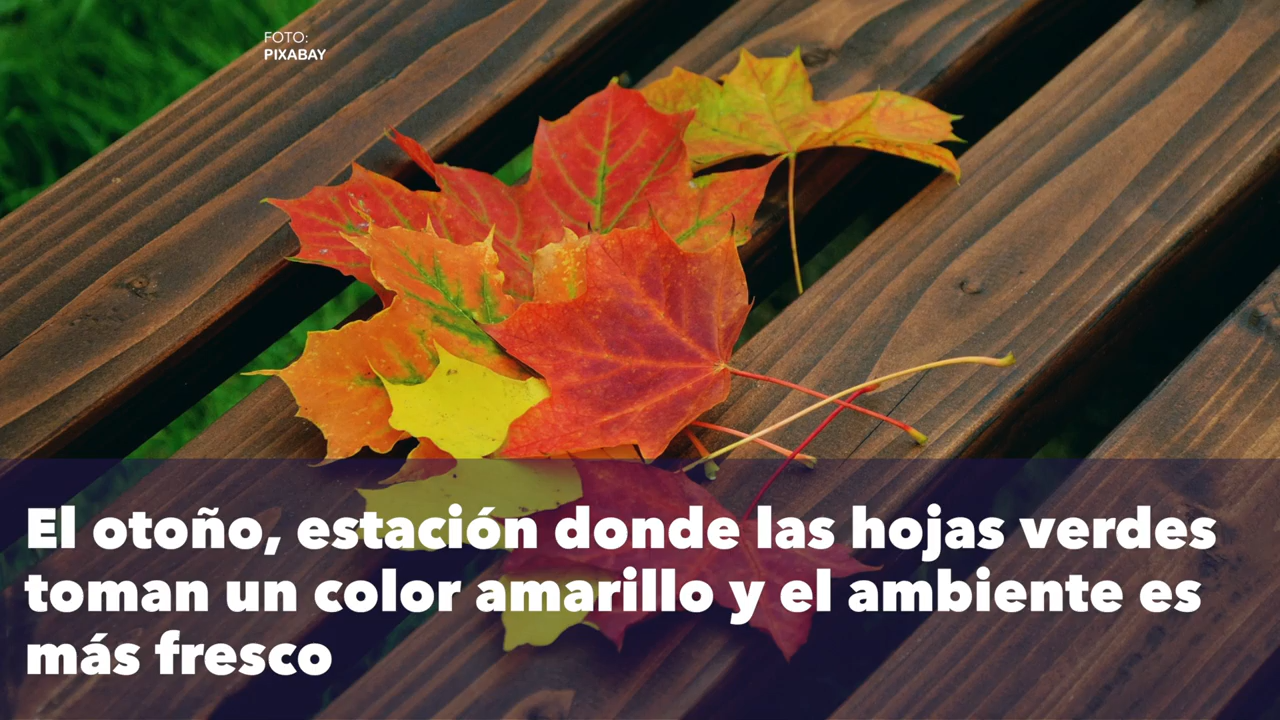 FOTO:
PIXABAY
El otoño, estación donde las hojas verdes
toman un color amarillo y el ambiente es
más fresco